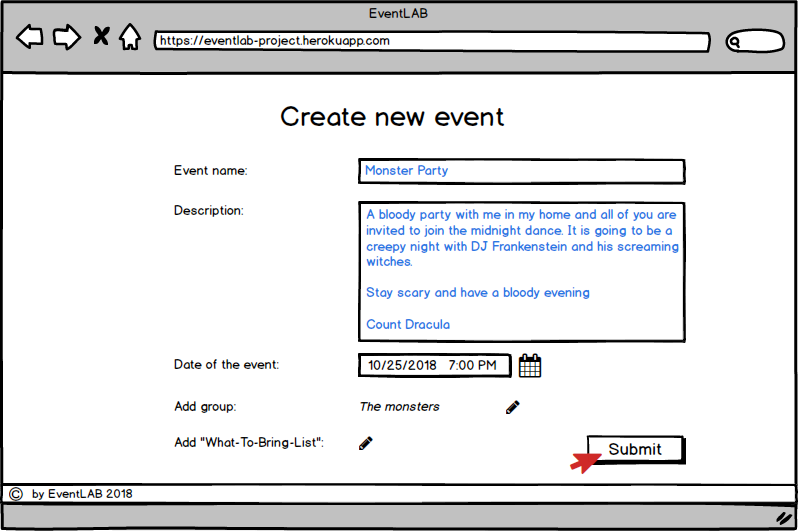 EventLAB
https://eventlab-project.herokuapp.com
Create new event
Event name: Monster Party
Description:
A bloody party with me in my home and all of you are
invited to join the midnight dance. It is going to be a
creepy night with DJ Frankenstein and his screaming
witches.
Stay scary and have a bloody evening
Count Dracula
Date of the event: 10/25/2018 7:00 PM
Add group: The monsters
Add "What-To-Bring-List":
Submit
© by EventLAB 2018